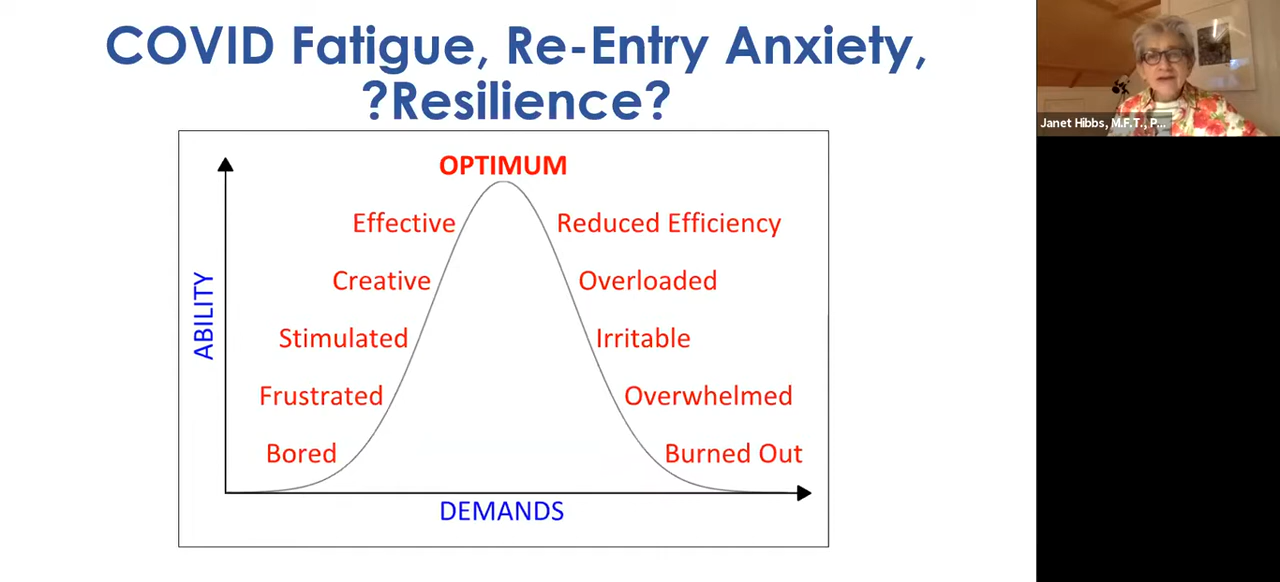 COVID Fatigue, Re-Entry Anxiety,
?Resilience?
OPTIMUM
Effective
Reduced Efficiency
Creative
Overloaded
Stimulated
Irritable
Frustrated
Overwhelmed
Bored
Burned Out
ABILITY
DEMANDS
Janet Hibbs, M.F.T., P...